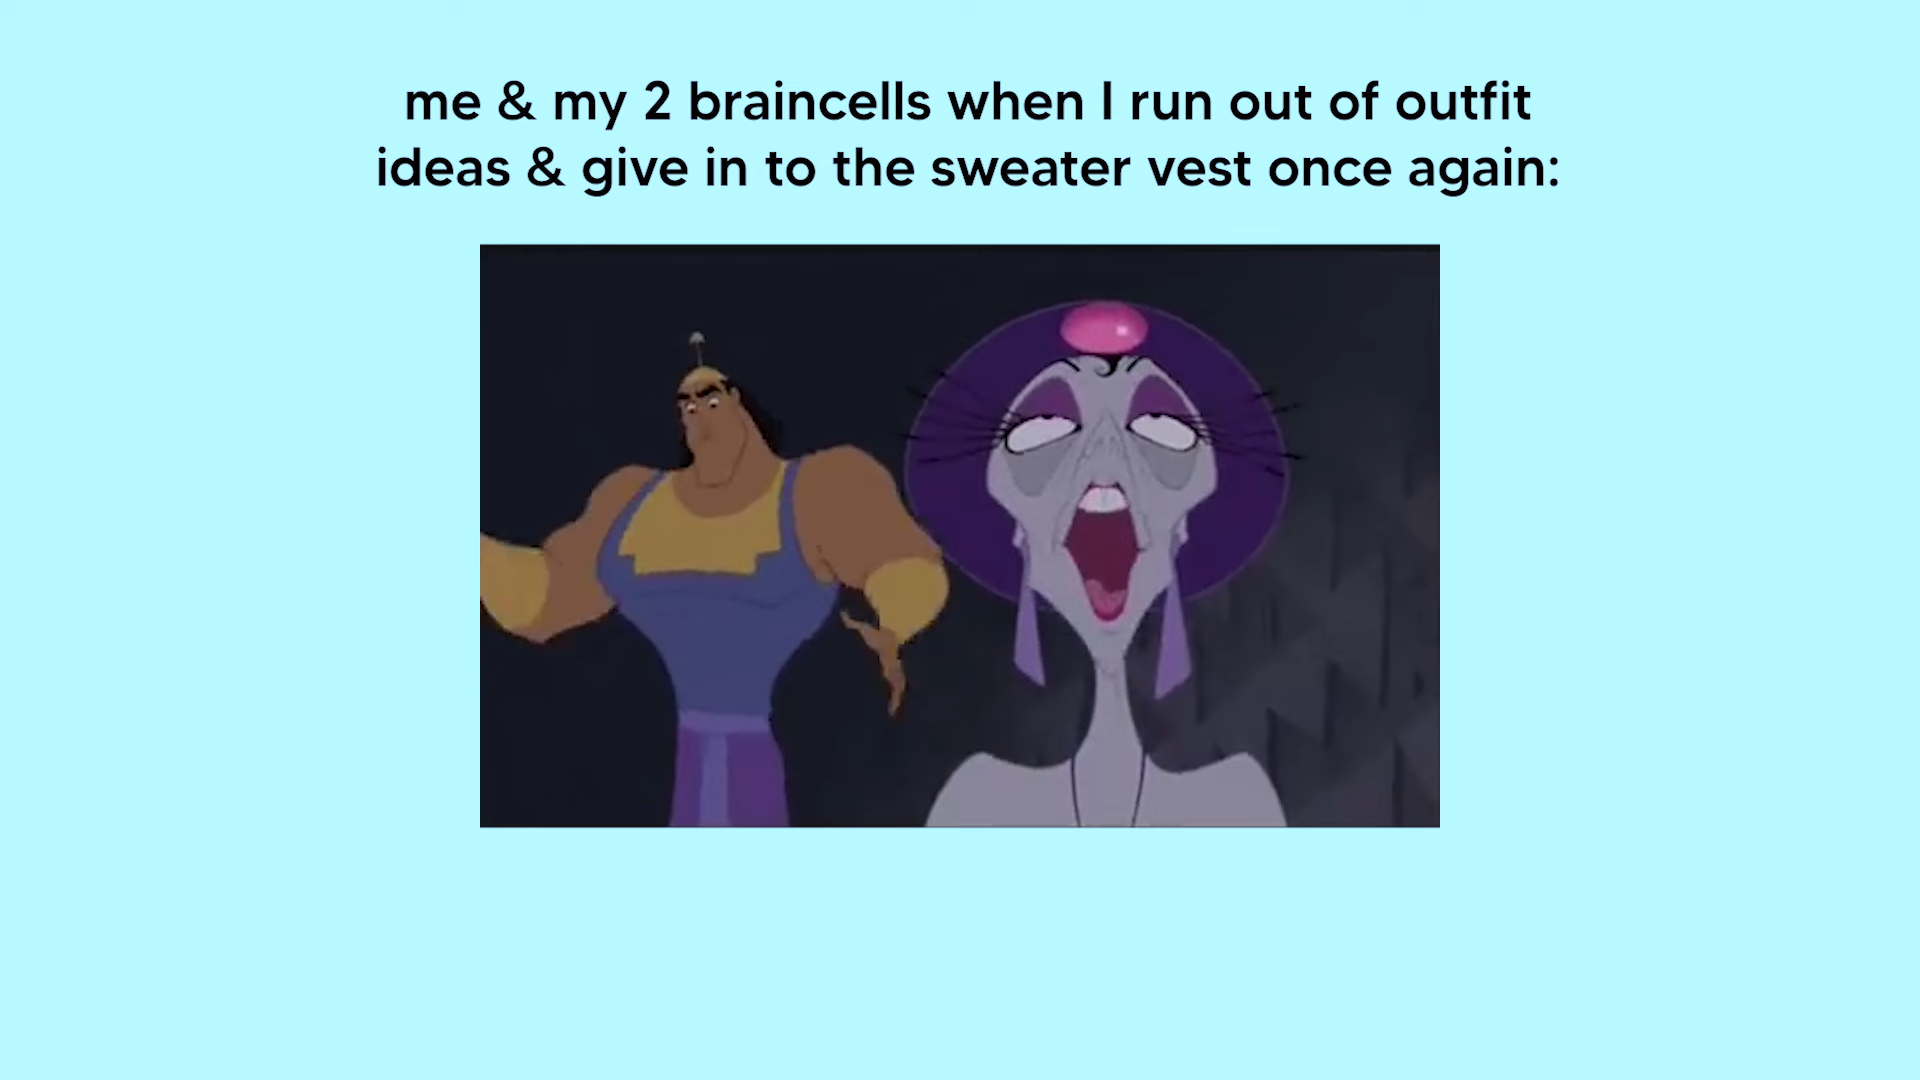 me & my 2 braincells when I run out of outfit
ideas & give in to the sweater vest once again: